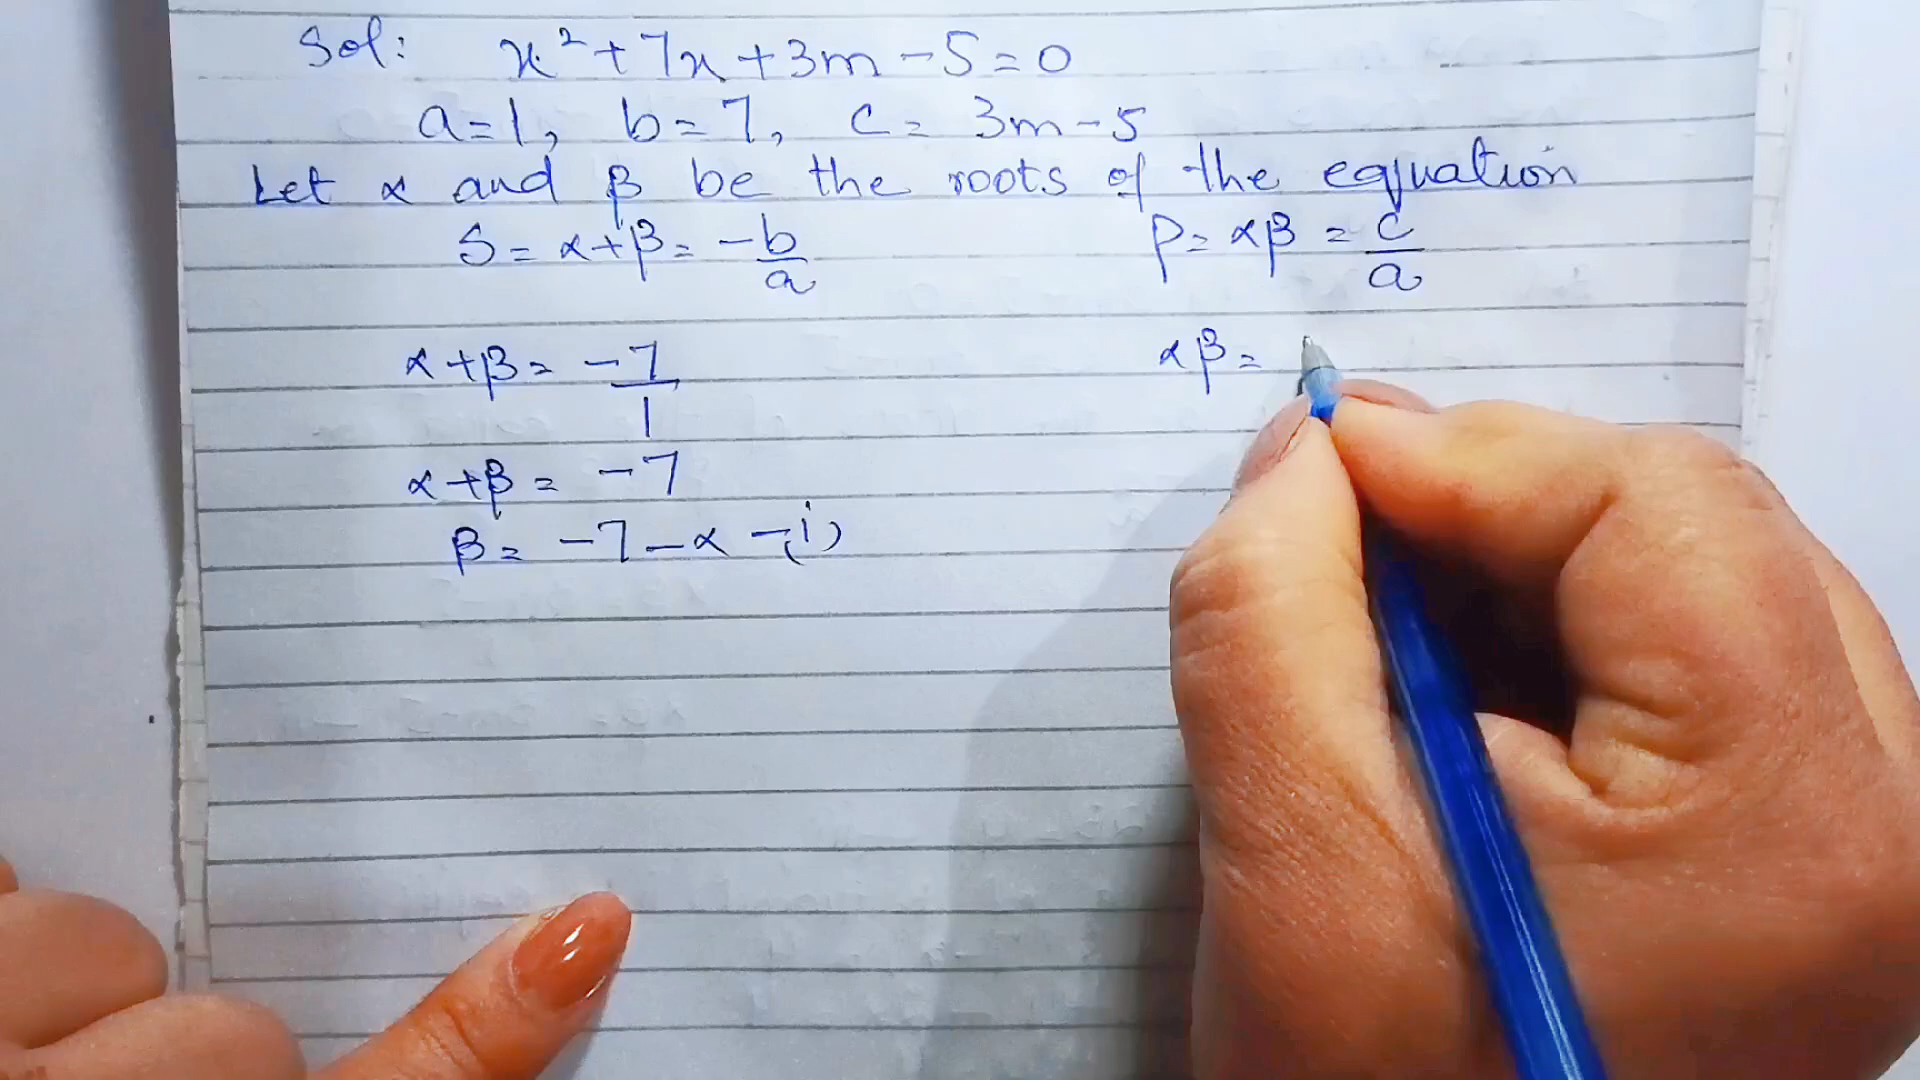 Sol: x² + 7x + 3m - 5 = 0
a = 1, b = 7, c = 3m - 5
Let α and β be the roots of the equation
S = α + β = -b/a P = αβ = c/a
α + β = -7/1 αβ =
α + β = -7
β = -7 - α - (i)